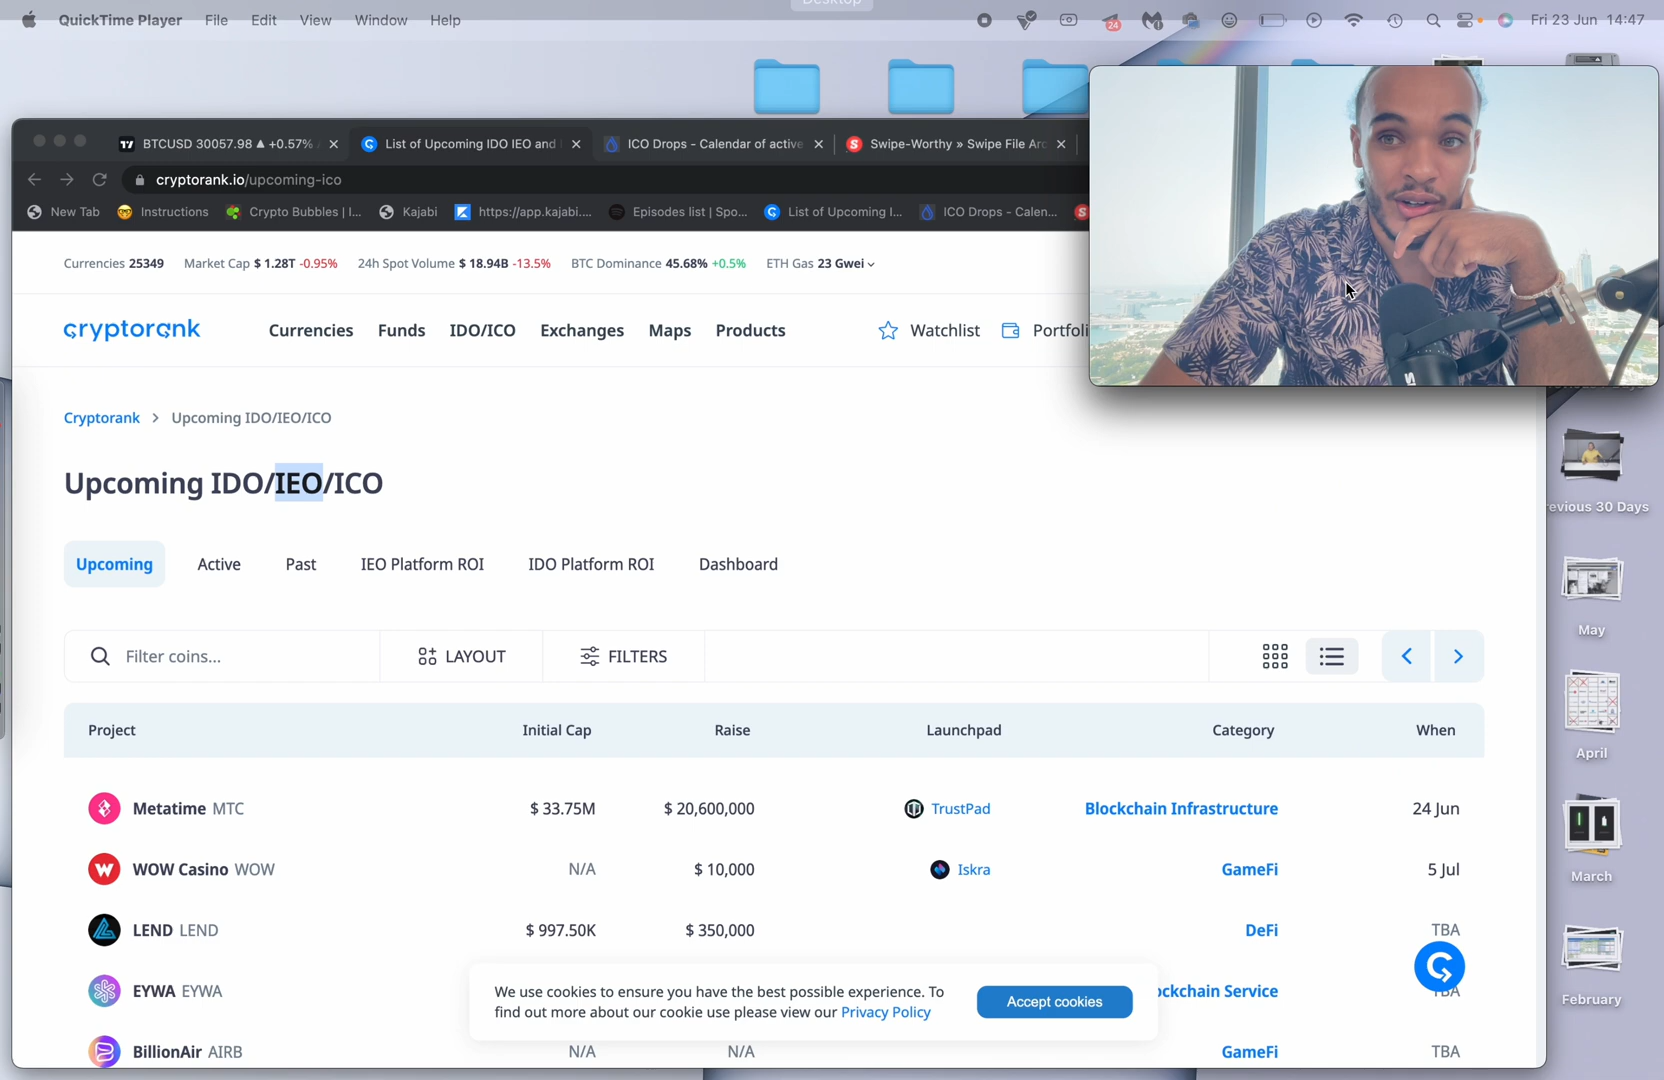 Desktop
QuickTime Player File Edit View Window Help
24
Fri 23 Jun 14:47
BTCUSD 30057.98 ▲ +0.57%
List of Upcoming IDO IEO and
ICO Drops - Calendar of active
Swipe-Worthy » Swipe File Arc
cryptorank.io/upcoming-ico
New Tab
Instructions
Crypto Bubbles | I...
Kajabi
https://app.kajabi....
Episodes list | Spo...
List of Upcoming I...
ICO Drops - Calen...
Currencies 25349 Market Cap $ 1.28T -0.95% 24h Spot Volume $ 18.94B -13.5% BTC Dominance 45.68% +0.5% ETH Gas 23 Gwei
cryptorank Currencies Funds IDO/ICO Exchanges Maps Products Watchlist Portfoli
Cryptorank > Upcoming IDO/IEO/ICO
Upcoming IDO/IEO/ICO
Upcoming Active Past IEO Platform ROI IDO Platform ROI Dashboard
Filter coins... LAYOUT FILTERS
Project Initial Cap Raise Launchpad Category When
Metatime MTC $ 33.75M $ 20,600,000 TrustPad Blockchain Infrastructure 24 Jun
WOW Casino WOW N/A $ 10,000 Iskra GameFi 5 Jul
LEND LEND $ 997.50K $ 350,000 DeFi TBA
EYWA EYWA ockchain Service TBA
BillionAir AIRB N/A N/A GameFi TBA
We use cookies to ensure you have the best possible experience. To
find out more about our cookie use please view our Privacy Policy
Accept cookies
evious 30 Days
May
April
March
February